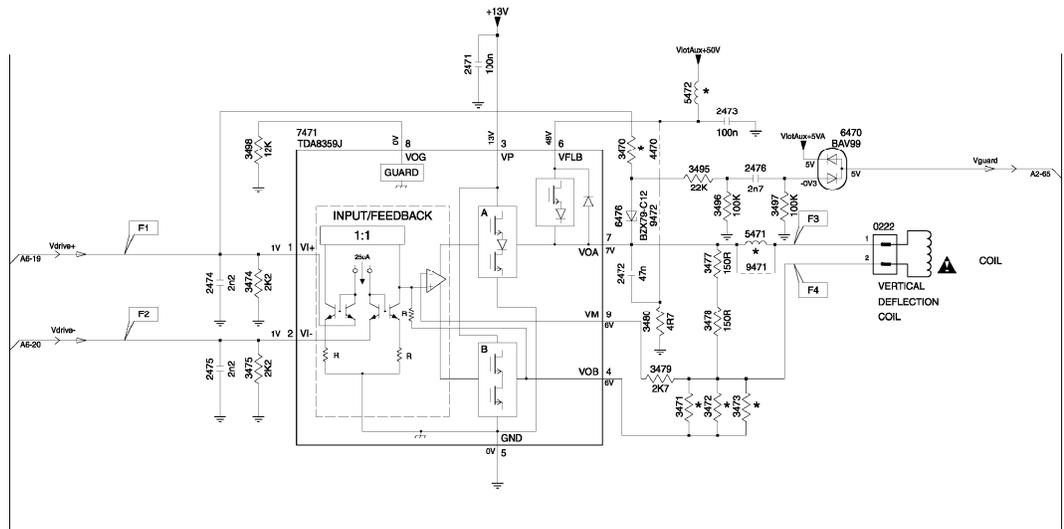 +13V
2471
100n
VlotAux+50V
5472
*
2473
100n
VlotAux+5VA
6470
BAV99
5V
-0V3
5V
Vguard
A2-65
7471
TDA8359J
3498
12K
0V
8
VOG
GUARD
13V
3
VP
48V
6
VFLB
3470
*
4470
3495
22K
2476
2n7
3496
100K
3497
100K
6476
BZX79-C12
9472
INPUT/FEEDBACK
1:1
25uA
A
F1
Vdrive+
A6-19
1V
1
VI+
2474
2n2
3474
2K2
F2
Vdrive-
A6-20
1V
2
VI-
2475
2n2
3475
2K2
R
R
R
B
7
VOA
7V
2472
47n
3480
4R7
9
VM
6V
VOB
4
6V
3479
2K7
3477
150R
3478
150R
5471
*
9471
F3
F4
0222
1
2
COIL
VERTICAL
DEFLECTION
COIL
3471
*
3472
*
3473
*
GND
0V
5